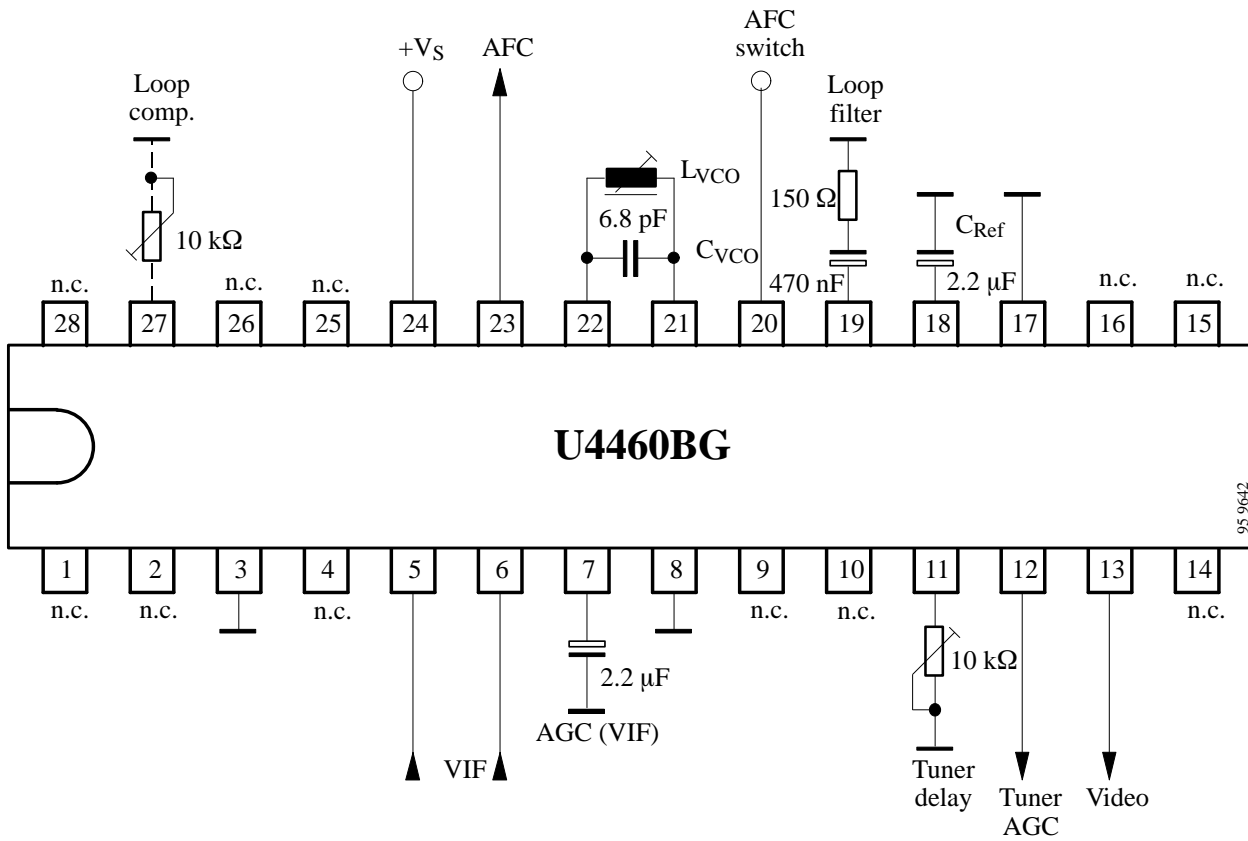 AFC
switch
+VS
AFC
Loop
comp.
Loop
filter
LVCO
150 Ω
6.8 pF
CRef
10 kΩ
CVCO
470 nF
2.2 µF
n.c.
n.c.
n.c.
n.c.
n.c.
28
27
26
25
24
23
22
21
20
19
18
17
16
15
U4460BG
95 9642
1
2
3
4
5
6
7
8
9
10
11
12
13
14
n.c.
n.c.
n.c.
n.c.
n.c.
n.c.
10 kΩ
2.2 µF
AGC (VIF)
VIF
Tuner
delay
Tuner
AGC
Video